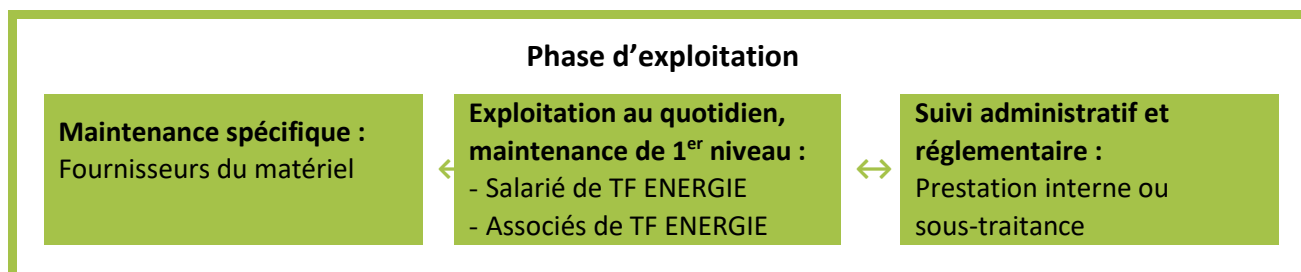 Phase d’exploitation
Maintenance spécifique :
Fournisseurs du matériel
Exploitation au quotidien,
maintenance de 1er niveau :
- Salarié de TF ENERGIE
- Associés de TF ENERGIE
Suivi administratif et
réglementaire :
Prestation interne ou
sous-traitance